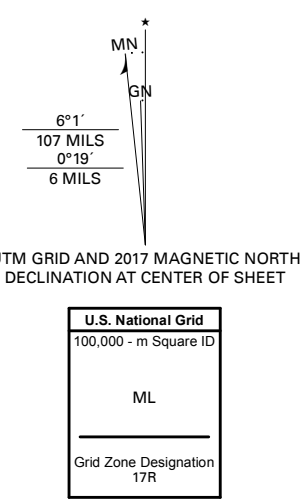 ★
MN
GN
6°1´
107 MILS
0°19´
6 MILS
UTM GRID AND 2017 MAGNETIC NORTH
DECLINATION AT CENTER OF SHEET
U.S. National Grid
100,000 - m Square ID
ML
Grid Zone Designation
17R